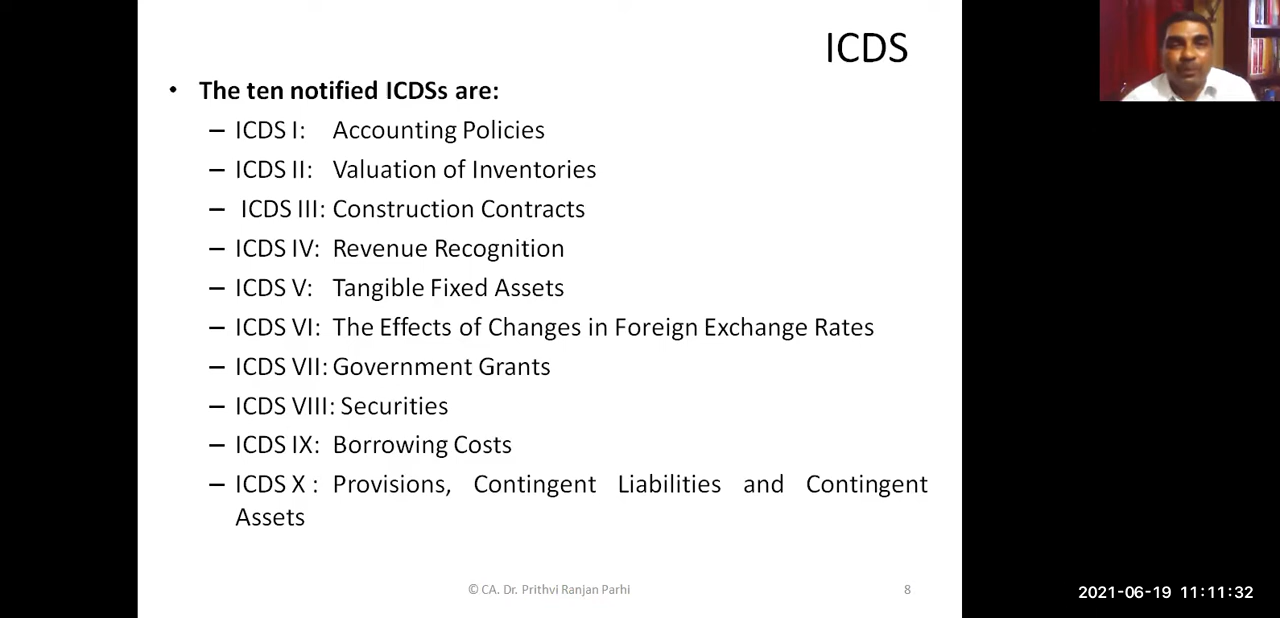 ICDS
• The ten notified ICDSs are:
– ICDS I: Accounting Policies
– ICDS II: Valuation of Inventories
– ICDS III: Construction Contracts
– ICDS IV: Revenue Recognition
– ICDS V: Tangible Fixed Assets
– ICDS VI: The Effects of Changes in Foreign Exchange Rates
– ICDS VII: Government Grants
– ICDS VIII: Securities
– ICDS IX: Borrowing Costs
– ICDS X : Provisions, Contingent Liabilities and Contingent
Assets
© CA. Dr. Prithvi Ranjan Parhi
8
2021-06-19 11:11:32